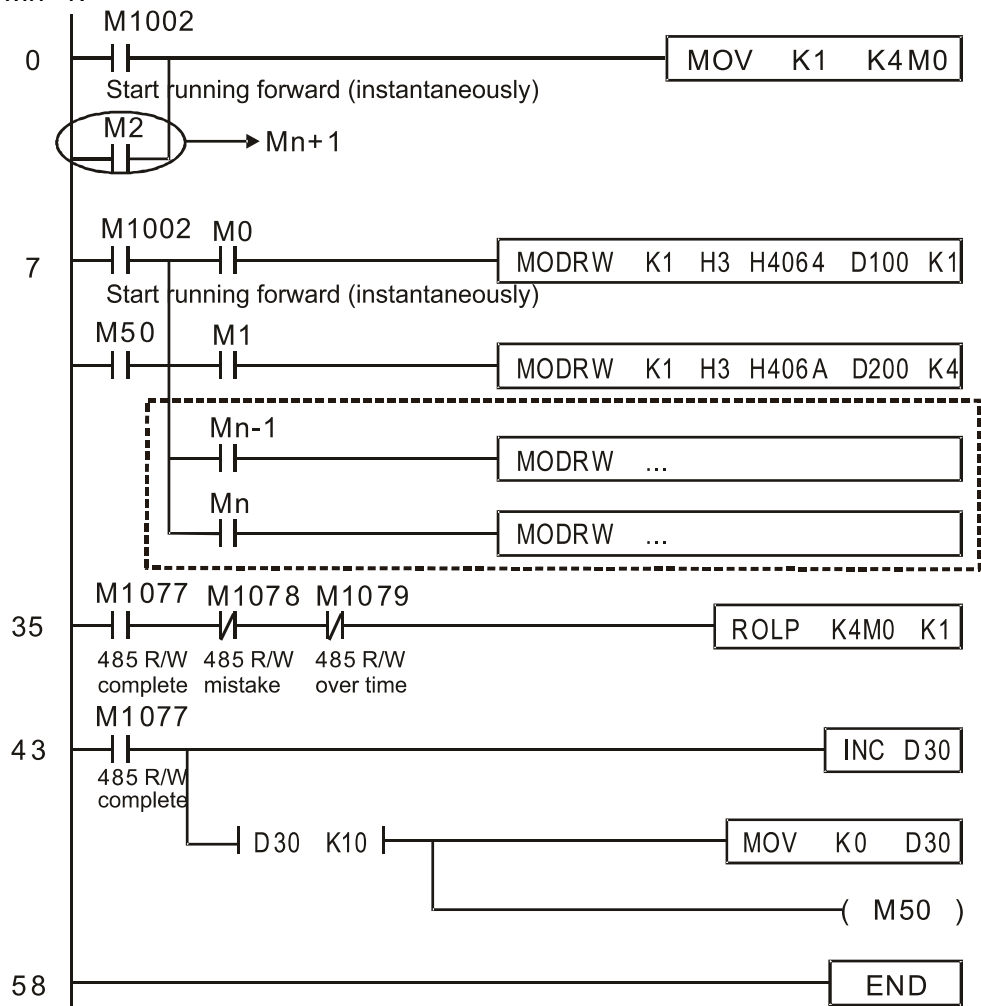 M1002
0 MOV K1 K4M0
Start running forward (instantaneously)
M2
Mn+1
M1002 M0
7 MODRW K1 H3 H4064 D100 K1
Start running forward (instantaneously)
M50 M1
MODRW K1 H3 H406A D200 K4
Mn-1
MODRW ...
Mn
MODRW ...
M1077 M1078 M1079
35 ROLP K4M0 K1
485 R/W 485 R/W 485 R/W
complete mistake over time
M1077
43 INC D30
485 R/W
complete
D30 K10 MOV K0 D30
( M50 )
58 END